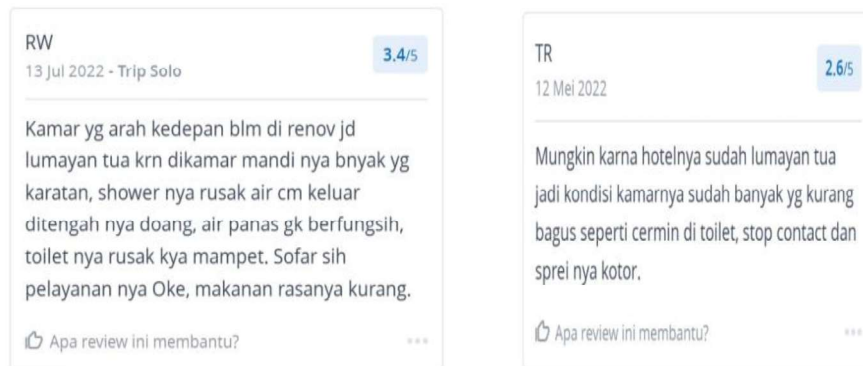 RW
3.4/5
13 Jul 2022 - Trip Solo
Kamar yg arah kedepan blm di renov jd
lumayan tua krn dikamar mandi nya bnyak yg
karatan, shower nya rusak air cm keluar
ditengah nya doang, air panas gk berfungsih,
toilet nya rusak kya mampet. Sofar sih
pelayanan nya Oke, makanan rasanya kurang.
Apa review ini membantu?
TR
2.6/5
12 Mei 2022
Mungkin karna hotelnya sudah lumayan tua
jadi kondisi kamarnya sudah banyak yg kurang
bagus seperti cermin di toilet, stop contact dan
sprei nya kotor.
Apa review ini membantu?